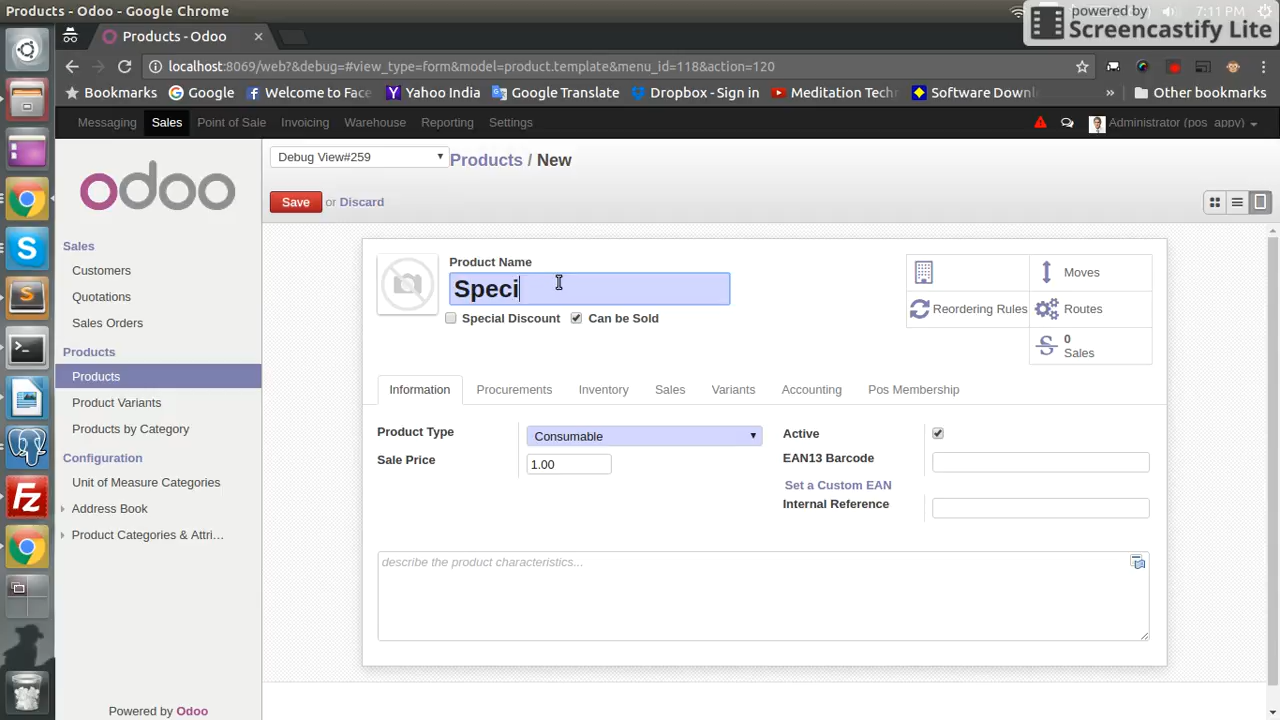 Products - Odoo - Google Chrome
7:11 PM
powered by
Screencastify Lite
Products - Odoo
localhost:8069/web?&debug=#view_type=form&model=product.template&menu_id=118&action=120
Bookmarks Google Welcome to Face Yahoo India Google Translate Dropbox - Sign in Meditation Tech Software Down » Other bookmarks
Messaging Sales Point of Sale Invoicing Warehouse Reporting Settings Administrator (pos_appy)
odoo
Debug View#259 Products / New
Save or Discard
Sales
Customers
Quotations
Sales Orders
Products
Products
Product Variants
Products by Category
Configuration
Unit of Measure Categories
Address Book
Product Categories & Attri...
Powered by Odoo
Product Name
Speci
Special Discount Can be Sold
Moves
Reordering Rules Routes
0
Sales
Information Procurements Inventory Sales Variants Accounting Pos Membership
Product Type Consumable
Sale Price 1.00
Active
EAN13 Barcode
Set a Custom EAN
Internal Reference
describe the product characteristics...